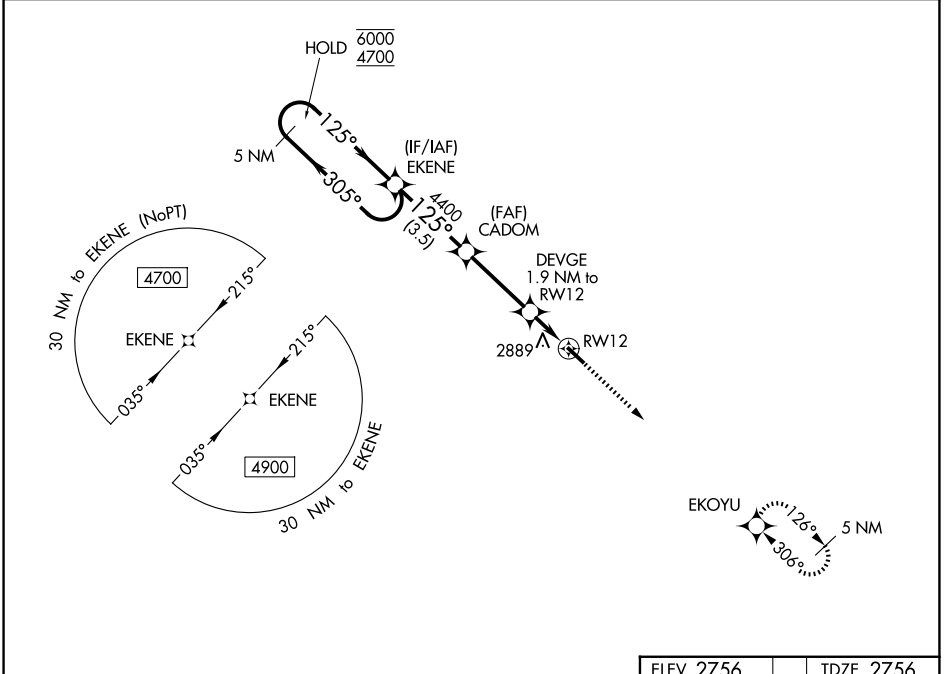 HOLD 6000
4700
125°
5 NM
305°
(IF/IAF)
EKENE
4400
125°
(3.5)
(FAF)
CADOM
DEVGE
1.9 NM to
RW12
2889
RW12
30 NM to EKENE (NoPT)
4700
215°
EKENE
035°
215°
EKENE
035°
4900
30 NM to EKENE
EKOYU
126°
5 NM
306°
ELEV 2756
TDZE 2756